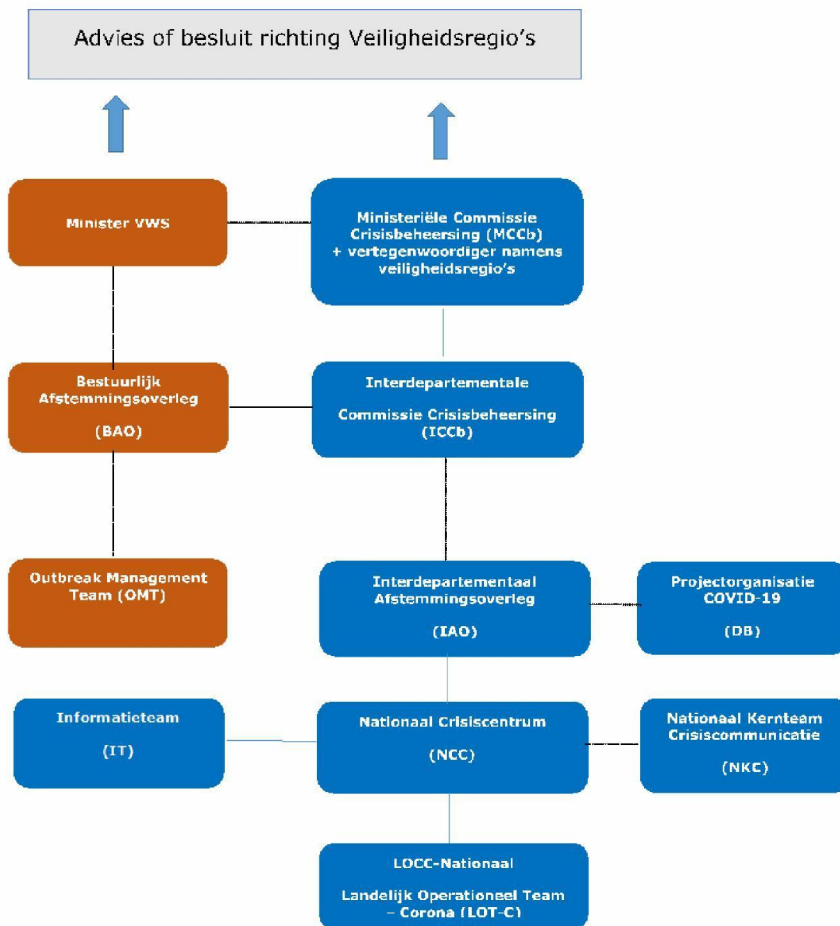 Advies of besluit richting Veiligheidsregio's
Minister VWS
Ministeriële Commissie
Crisisbeheersing (MCCb)
+ vertegenwoordiger namens
veiligheidsregio's
Bestuurlijk
Afstemmingsoverleg
(BAO)
Interdepartementale
Commissie Crisisbeheersing
(ICCb)
Outbreak Management
Team (OMT)
Interdepartementaal
Afstemmingsoverleg
(IAO)
Projectorganisatie
COVID-19
(DB)
Informatieteam
(IT)
Nationaal Crisiscentrum
(NCC)
Nationaal Kernteam
Crisiscommunicatie
(NKC)
LOCC-Nationaal
Landelijk Operationeel Team
– Corona (LOT-C)